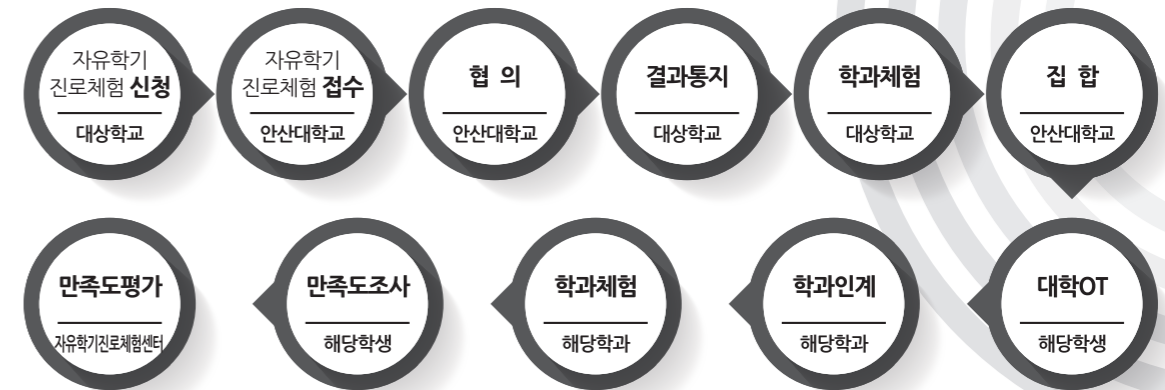 자유학기
진로체험 신청
대상학교
자유학기
진로체험 접수
안산대학교
협 의
안산대학교
결과통지
대상학교
학과체험
대상학교
집 합
안산대학교
대학OT
해당학생
학과인계
해당학과
학과체험
해당학과
만족도조사
해당학생
만족도평가
자유학기진로체험센터